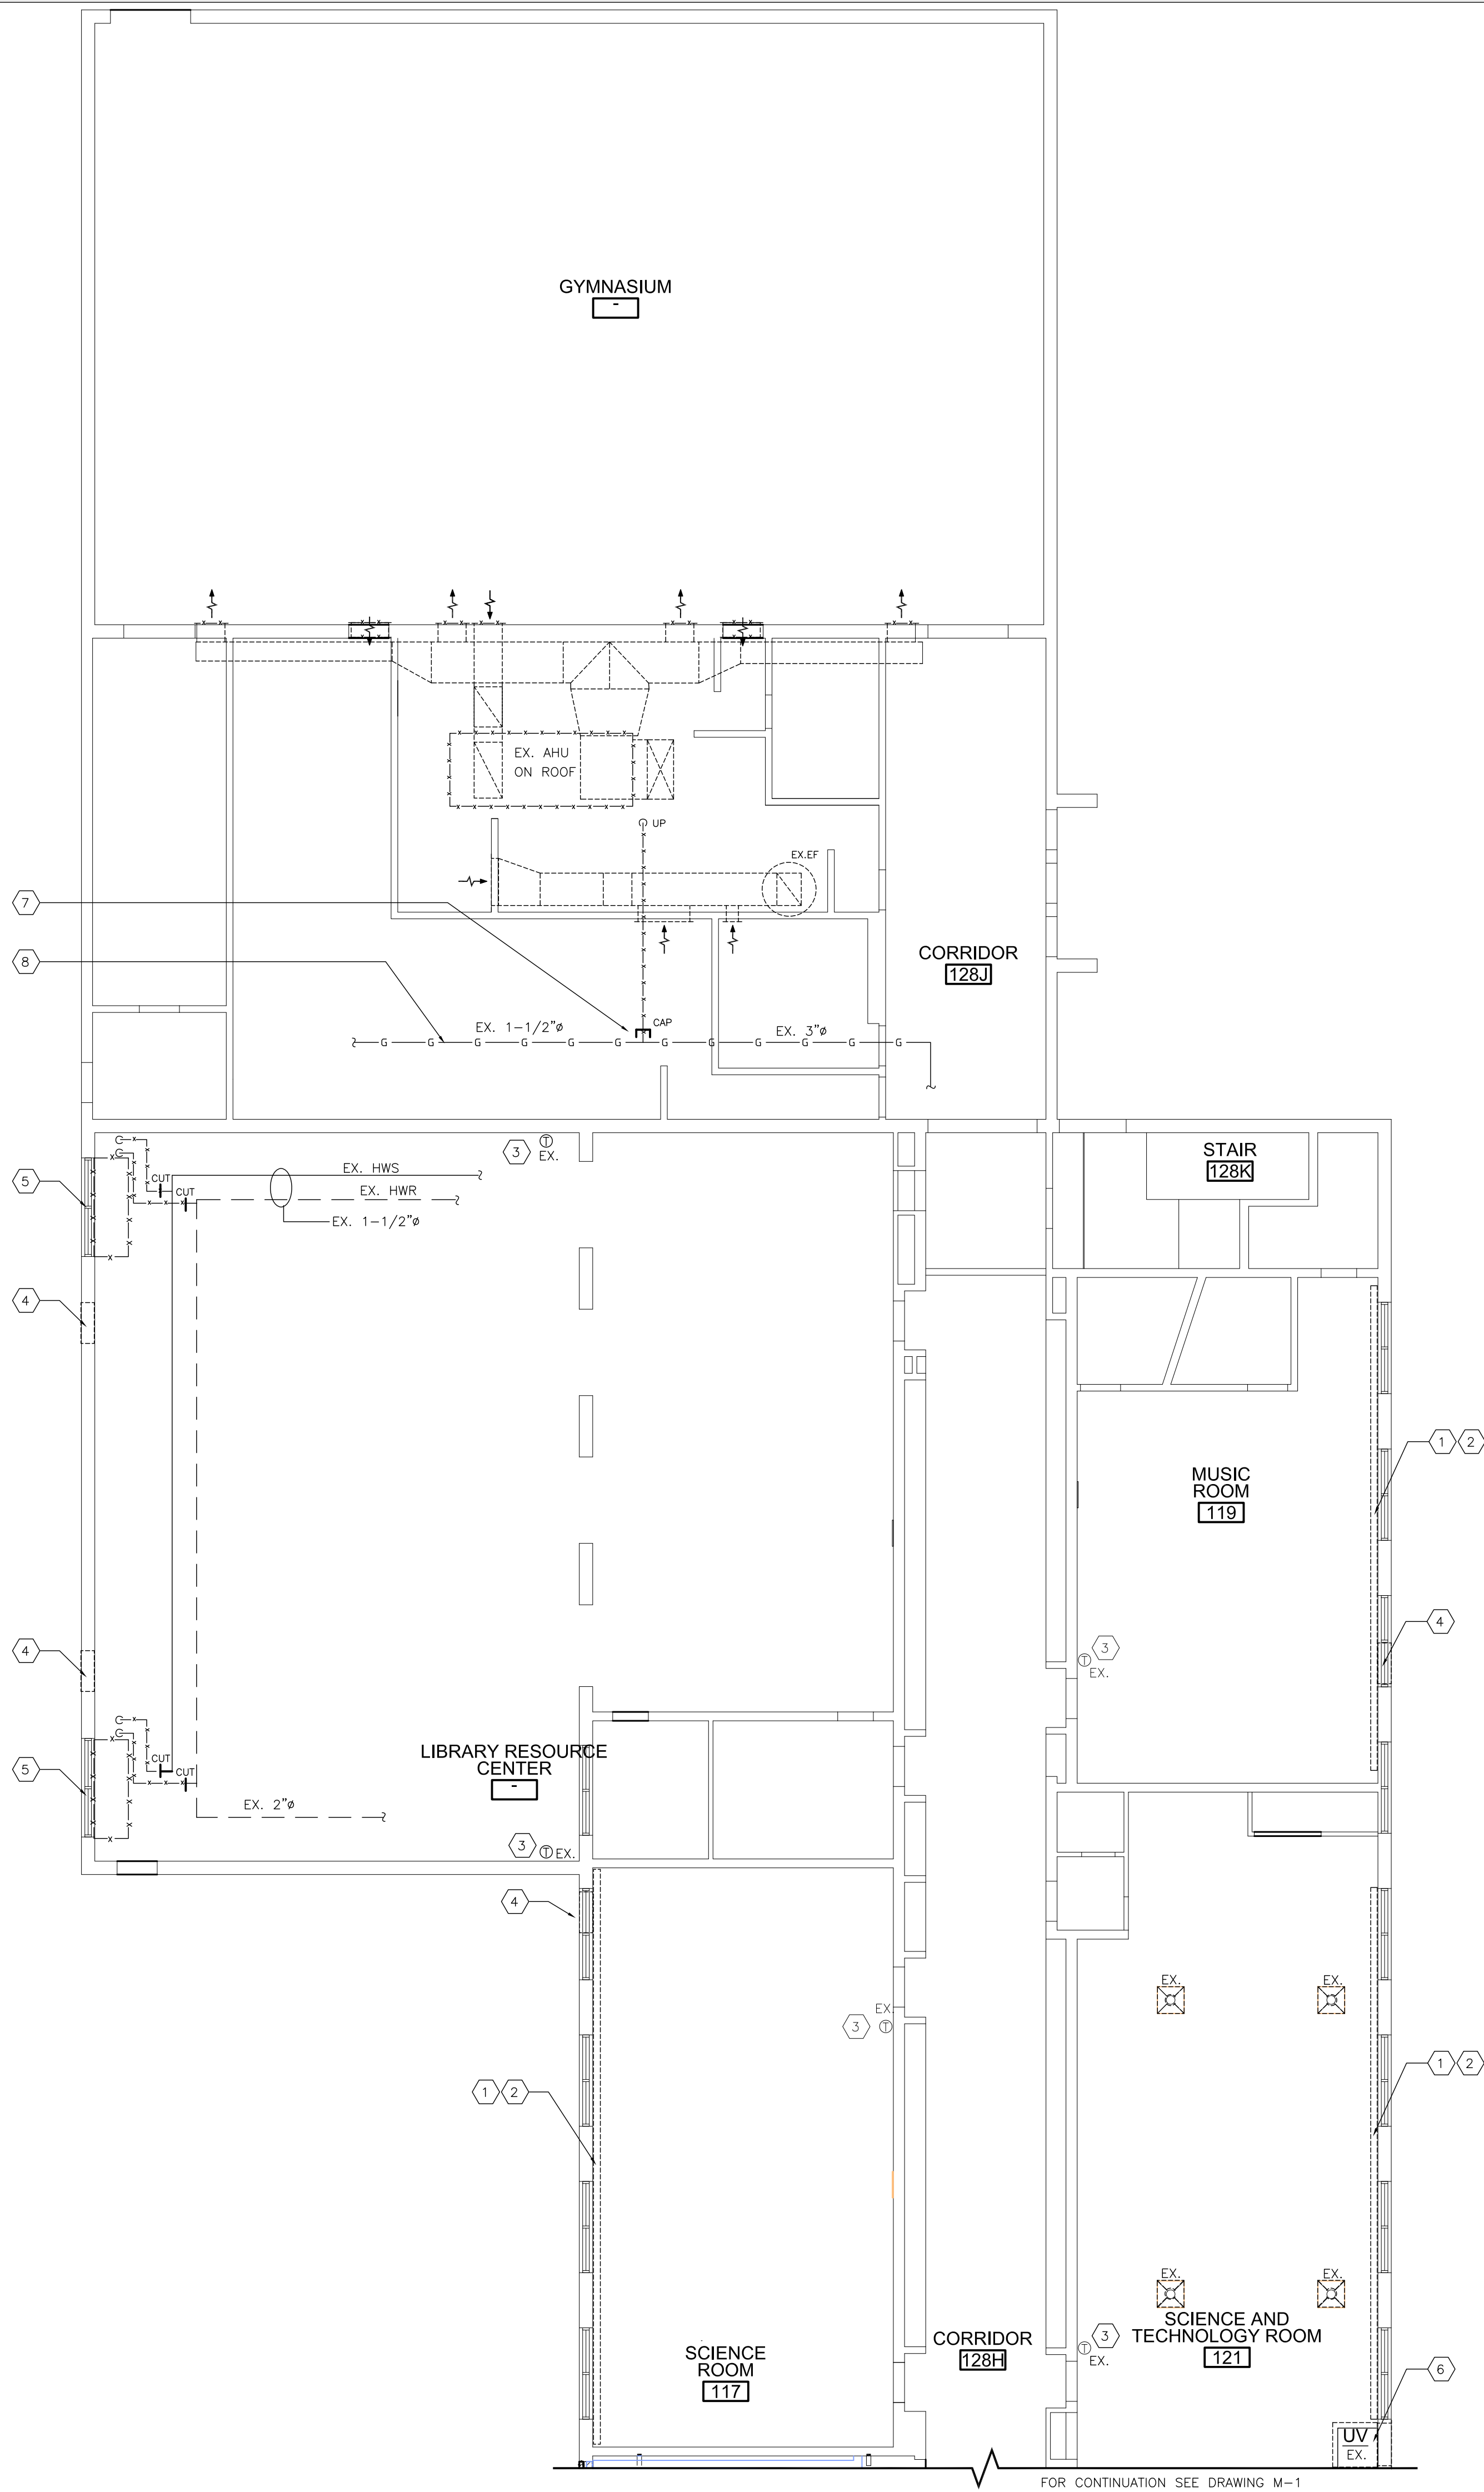 GYMNASIUM
-
EX. AHU
ON ROOF
UP
EX.EF
7
8
CORRIDOR
128J
CAP
EX. 1-1/2"ø
EX. 3"ø
G G G G G G G G G G G G
3
T
EX.
STAIR
128K
5
CUT
CUT
EX. HWS
EX. HWR
EX. 1-1/2"ø
4
1 2
MUSIC
ROOM
119
4
3
T
EX.
4
5
CUT
CUT
LIBRARY RESOURCE
CENTER
-
EX. 2"ø
3
T EX.
4
EX.
EX.
EX.
3 T
1 2
1 2
EX.
EX.
SCIENCE AND
TECHNOLOGY ROOM
121
3
T
EX.
CORRIDOR
128H
SCIENCE
ROOM
117
6
UV
EX.
FOR CONTINUATION SEE DRAWING M-1